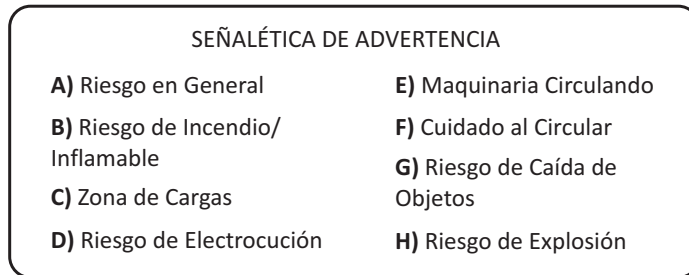 SEÑALÉTICA DE ADVERTENCIA
A) Riesgo en General
B) Riesgo de Incendio/
Inflamable
C) Zona de Cargas
D) Riesgo de Electrocución
E) Maquinaria Circulando
F) Cuidado al Circular
G) Riesgo de Caída de
Objetos
H) Riesgo de Explosión